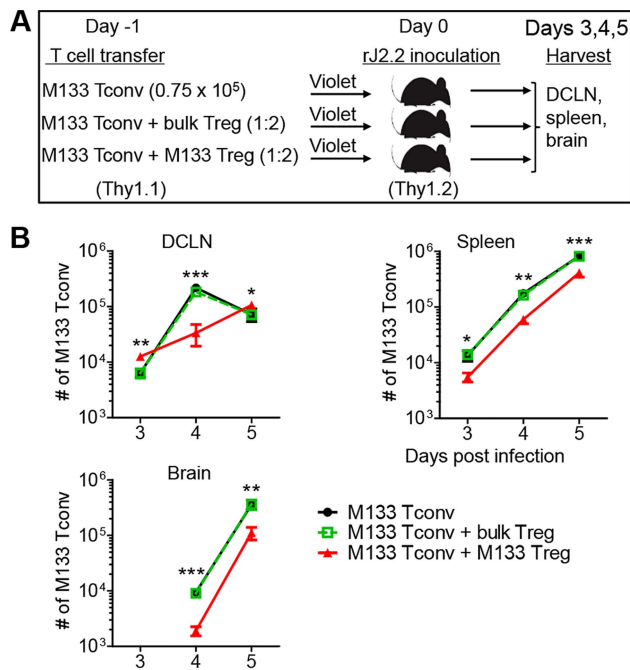 A
Day -1
Day 0
Days 3,4,5
T cell transfer
rJ2.2 inoculation
Harvest
M133 Tconv (0.75 x 10⁵)
Violet
M133 Tconv + bulk Treg (1:2)
Violet
M133 Tconv + M133 Treg (1:2)
Violet
DCLN,
spleen,
brain
(Thy1.1)
(Thy1.2)
B
DCLN
# of M133 Tconv
10⁶
10⁵
10⁴
10³
**
***
*
3
4
5
Spleen
# of M133 Tconv
10⁶
10⁵
10⁴
10³
*
**
***
3
4
5
Days post infection
Brain
# of M133 Tconv
10⁶
10⁵
10⁴
10³
***
**
3
4
5
M133 Tconv
M133 Tconv + bulk Treg
M133 Tconv + M133 Treg